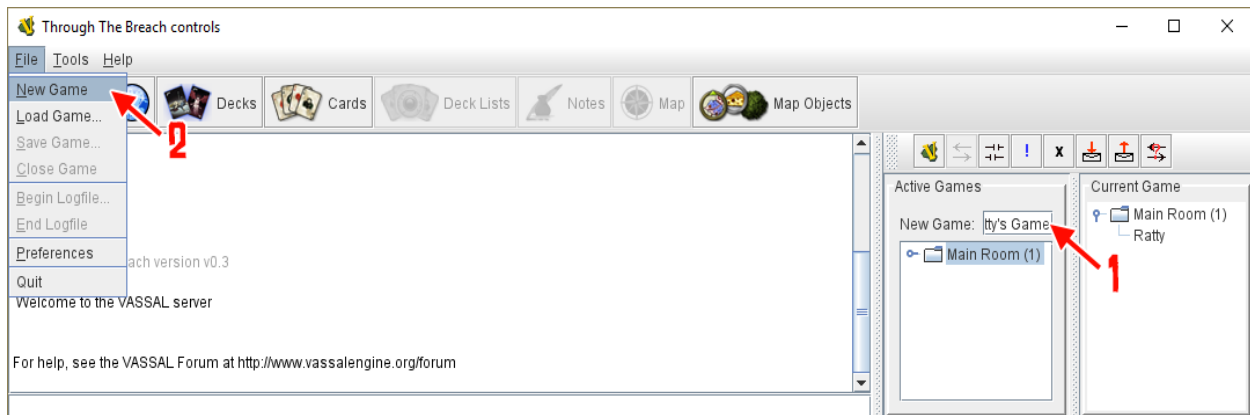 Through The Breach controls
File Tools Help
New Game
Load Game...
Save Game...
Close Game
Begin Logfile...
End Logfile
Preferences
Quit
Decks Cards Deck Lists Notes Map Map Objects
2
ach version v0.3
Welcome to the VASSAL server
For help, see the VASSAL Forum at http://www.vassalengine.org/forum
! x
Active Games
New Game: tty's Game
Main Room (1)
1
Current Game
Main Room (1)
Ratty